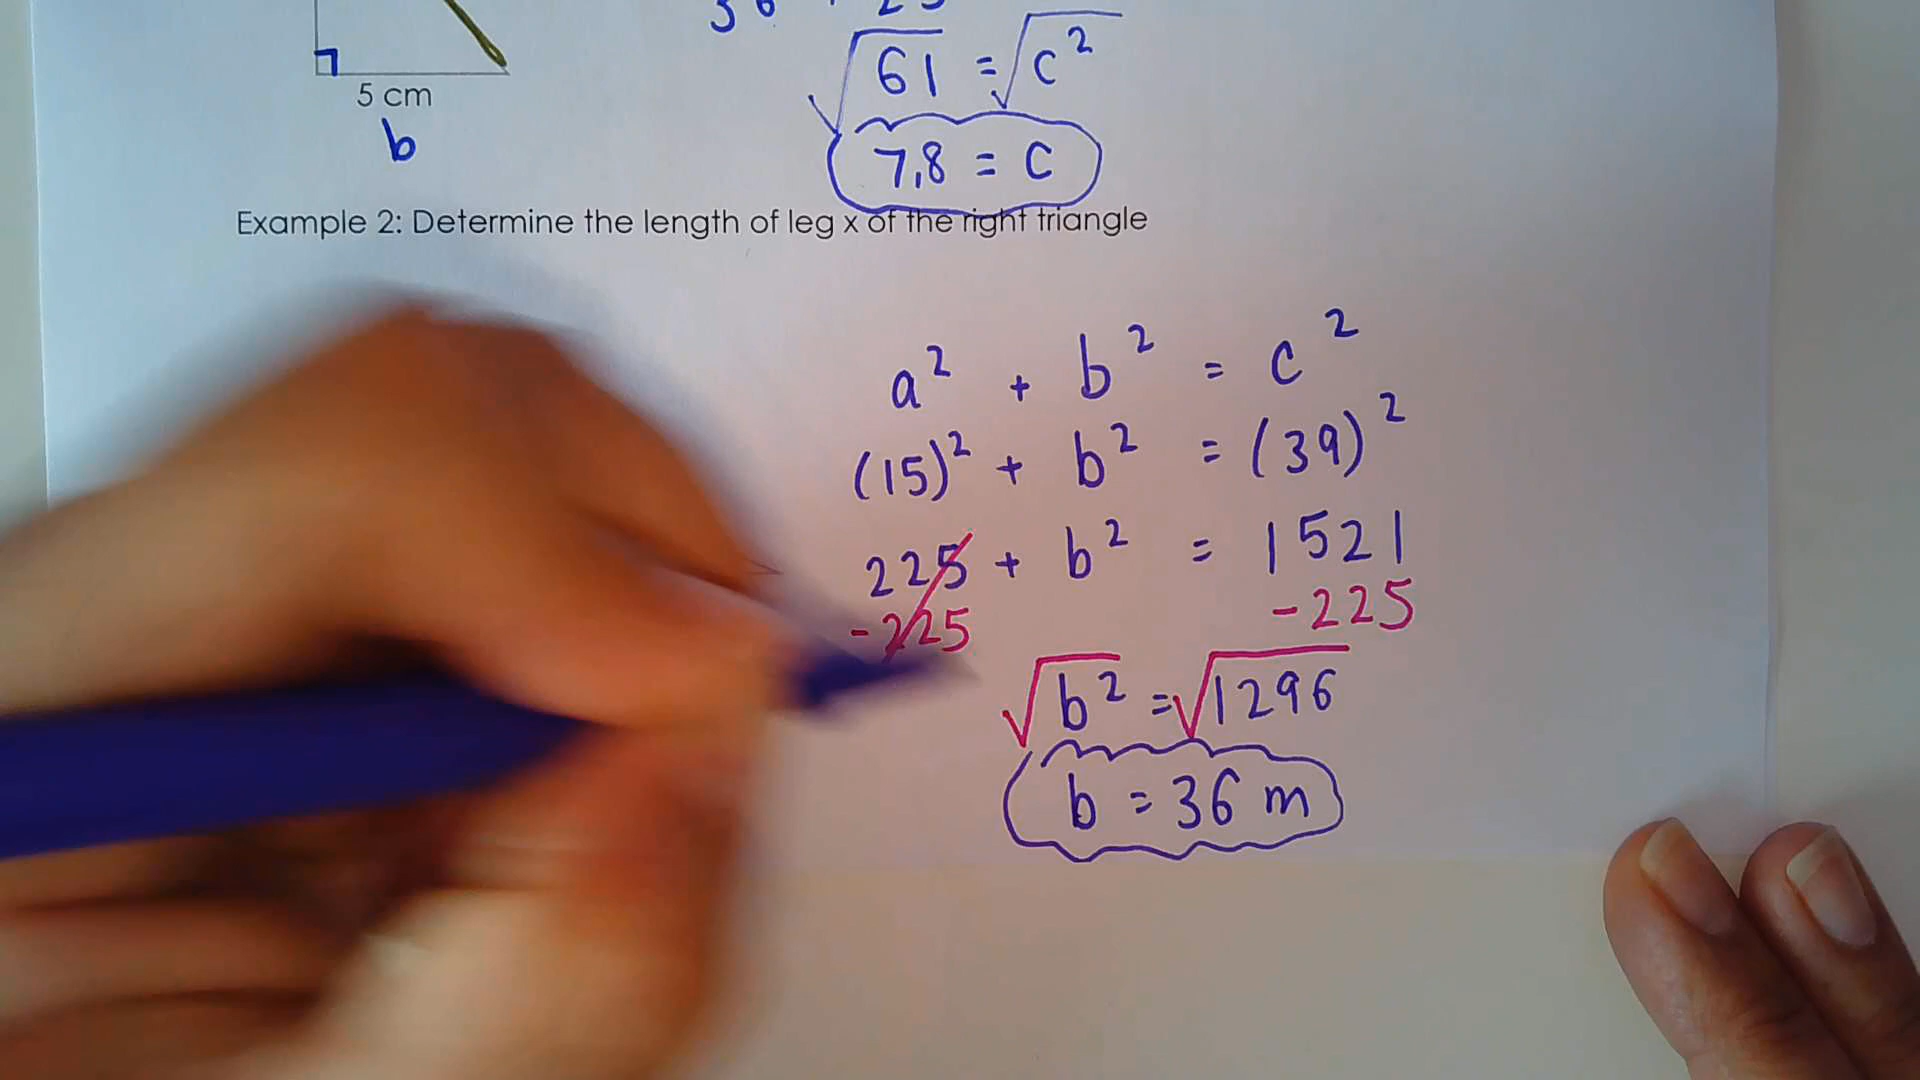 5 cm
b
√61 = √c²
7,8 = c
Example 2: Determine the length of leg x of the right triangle
a² + b² = c²
(15)² + b² = (39)²
225 + b² = 1521
-225 -225
√b² = √1296
b = 36 m